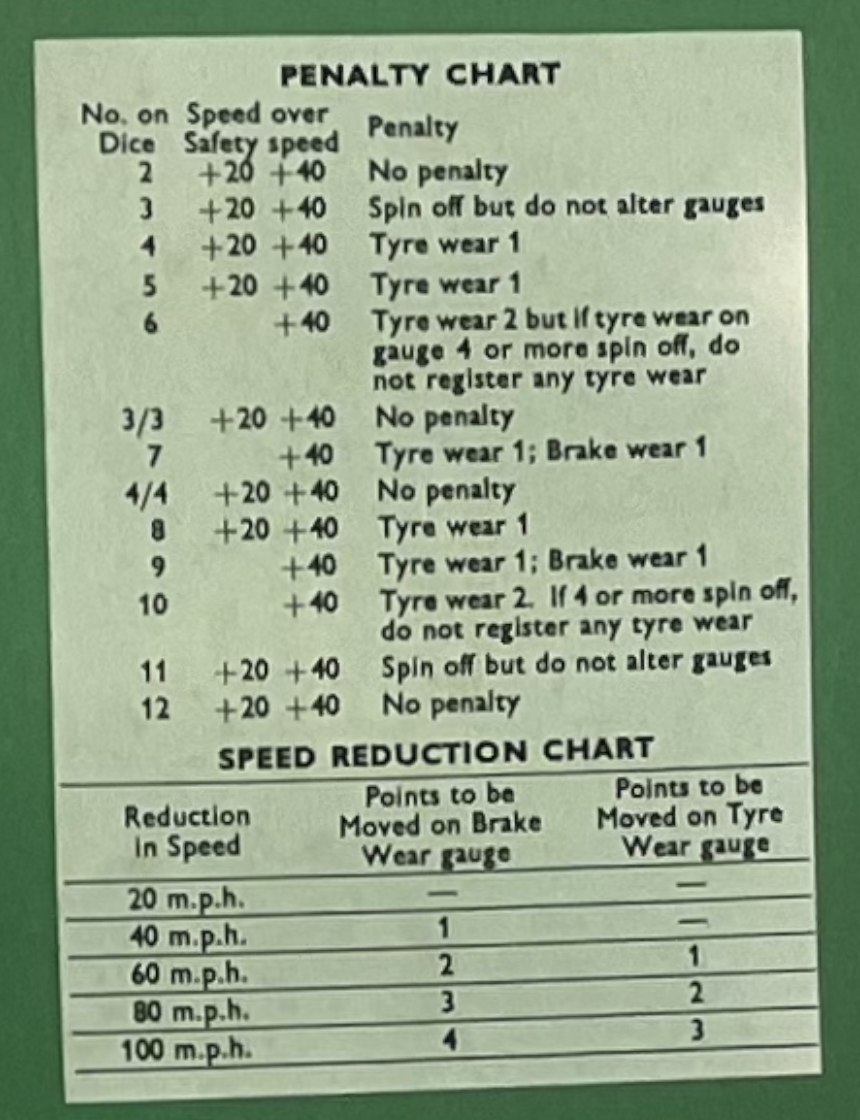 PENALTY CHART
No. on Speed over Penalty
Dice Safety speed
2 +20 +40 No penalty
3 +20 +40 Spin off but do not alter gauges
4 +20 +40 Tyre wear 1
5 +20 +40 Tyre wear 1
6 +40 Tyre wear 2 but if tyre wear on
gauge 4 or more spin off, do
not register any tyre wear
3/3 +20 +40 No penalty
7 +40 Tyre wear 1; Brake wear 1
4/4 +20 +40 No penalty
8 +20 +40 Tyre wear 1
9 +40 Tyre wear 1; Brake wear 1
10 +40 Tyre wear 2. If 4 or more spin off,
do not register any tyre wear
11 +20 +40 Spin off but do not alter gauges
12 +20 +40 No penalty
SPEED REDUCTION CHART
Reduction Points to be Points to be
in Speed Moved on Brake Moved on Tyre
Wear gauge Wear gauge
20 m.p.h. — —
40 m.p.h. 1 —
60 m.p.h. 2 1
80 m.p.h. 3 2
100 m.p.h. 4 3